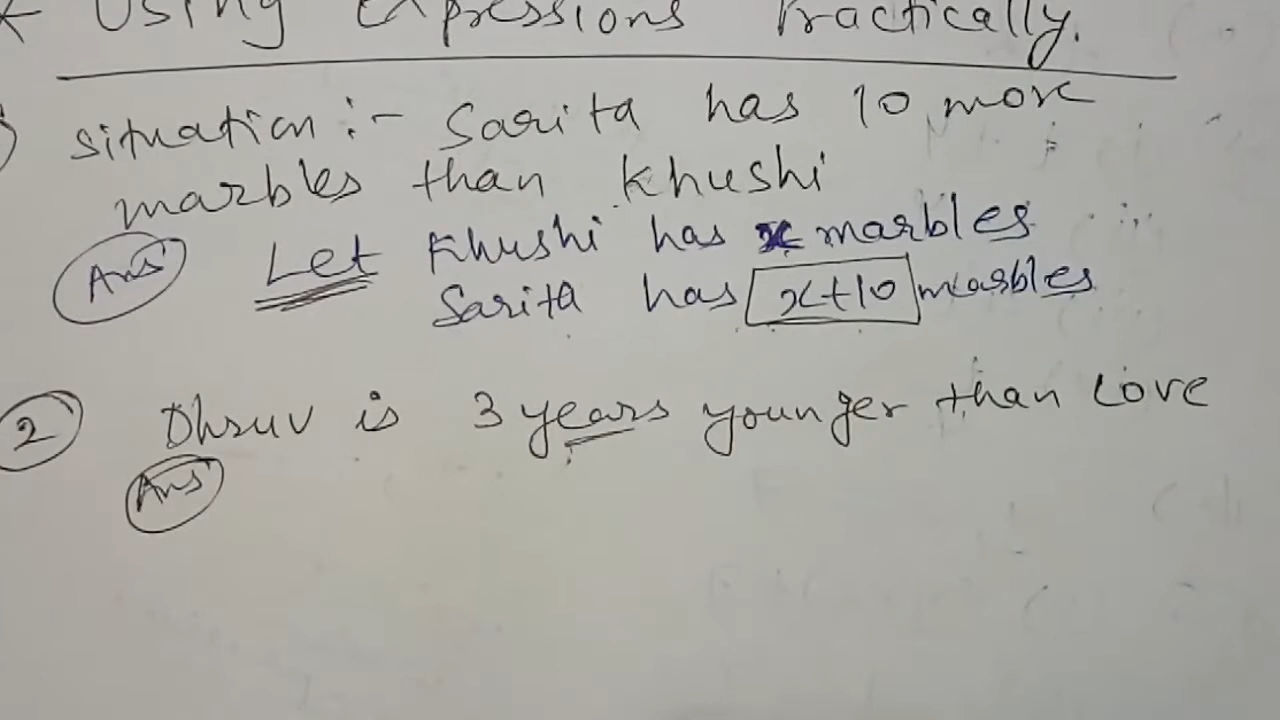 * Using Expressions Practically.
situation :- Sarita has 10 more
marbles than Khushi
Ans Let Khushi has x marbles
Sarita has x+10 marbles
2 Dhruv is 3 years younger than Love
Ans